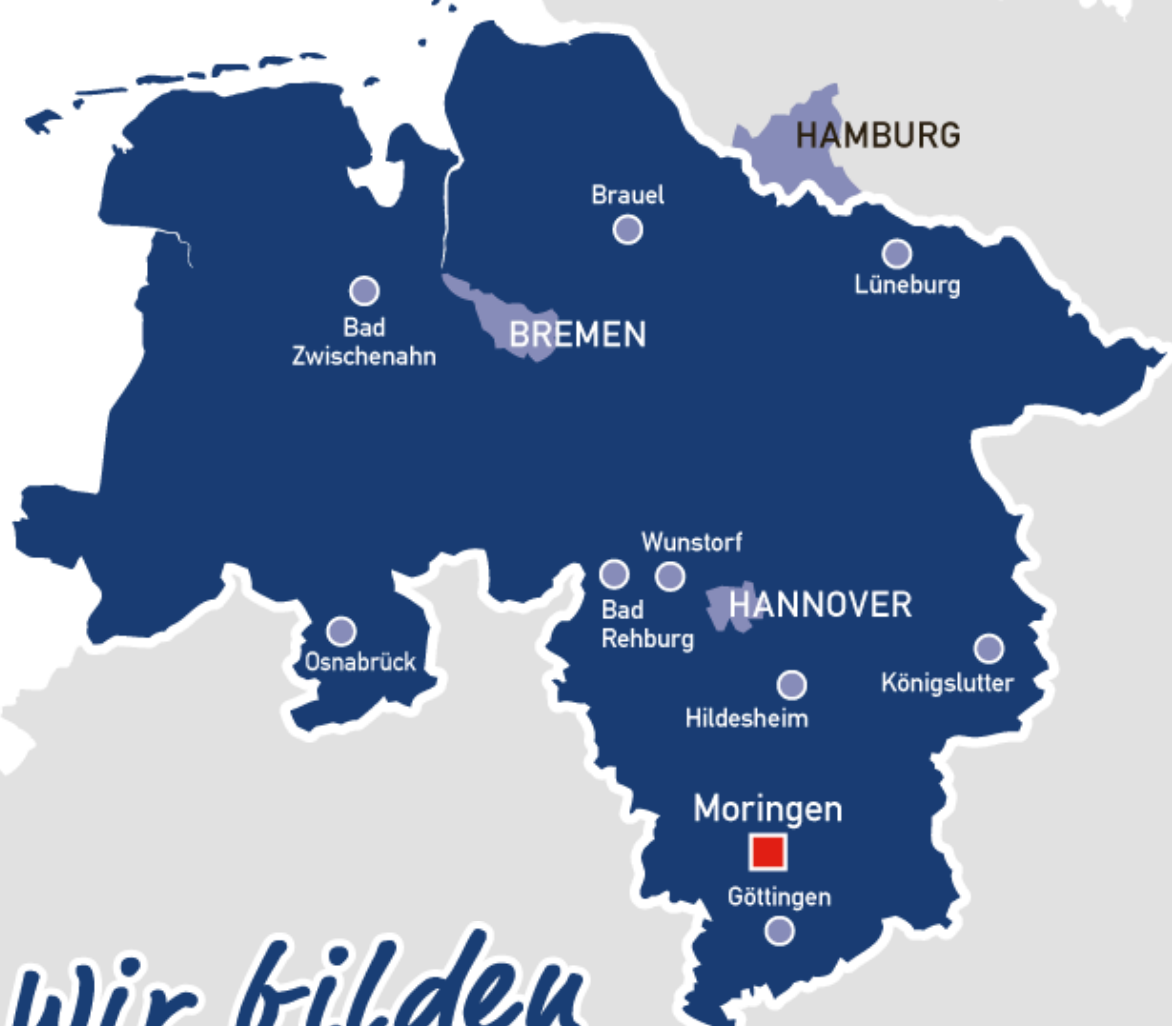 HAMBURG
Brauel
Lüneburg
Bad
Zwischenahn
BREMEN
Wunstorf
Bad
Rehburg
HANNOVER
Osnabrück
Königslutter
Hildesheim
Moringen
Göttingen
Wir bilden